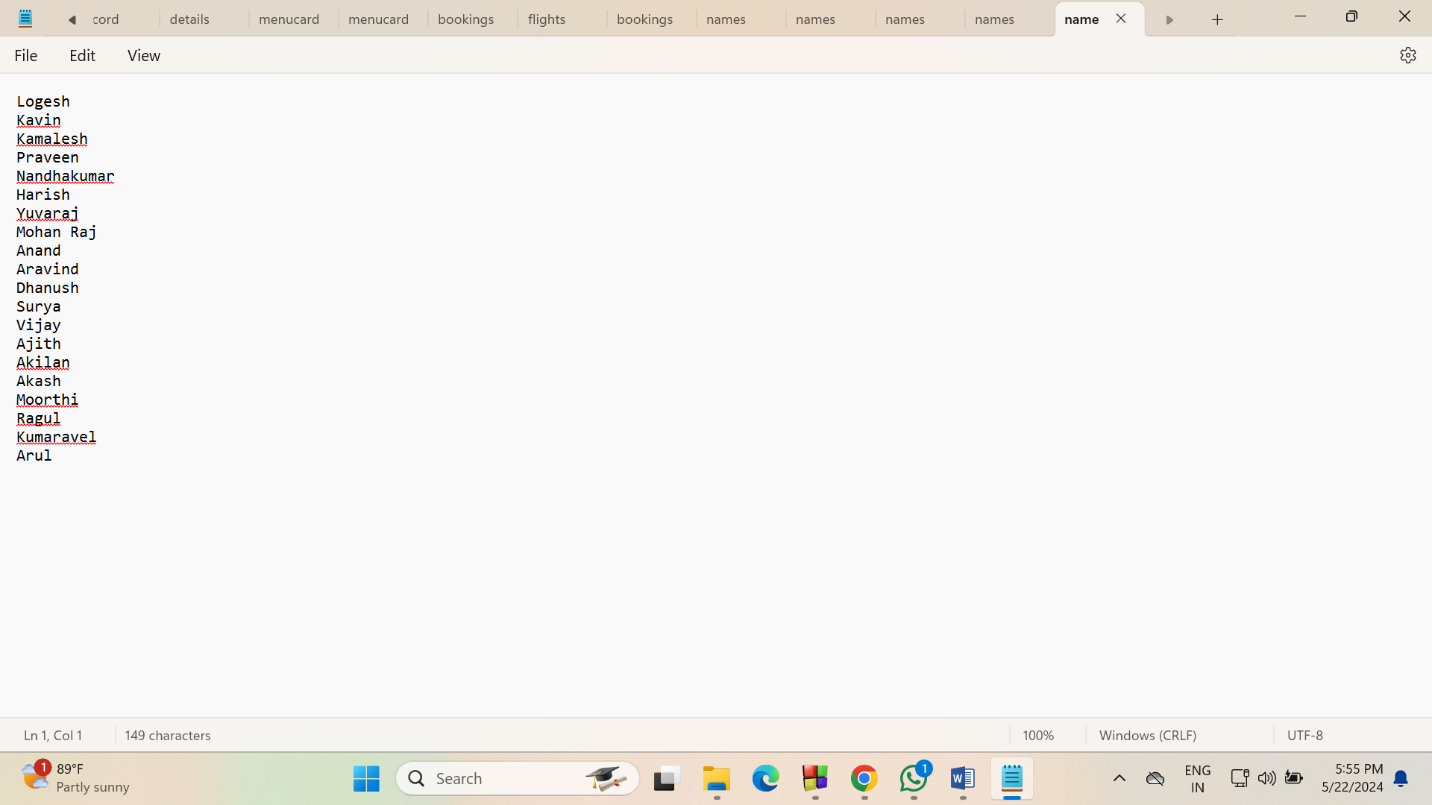 cord details menucard menucard bookings flights bookings names names names names name
File Edit View
Logesh
Kavin
Kamalesh
Praveen
Nandhakumar
Harish
Yuvaraj
Mohan Raj
Anand
Aravind
Dhanush
Surya
Vijay
Ajith
Akilan
Akash
Moorthi
Ragul
Kumaravel
Arul
Ln 1, Col 1 149 characters 100% Windows (CRLF) UTF-8
1 89°F Search W 1 ENG 5:55 PM
Partly sunny IN 5/22/2024